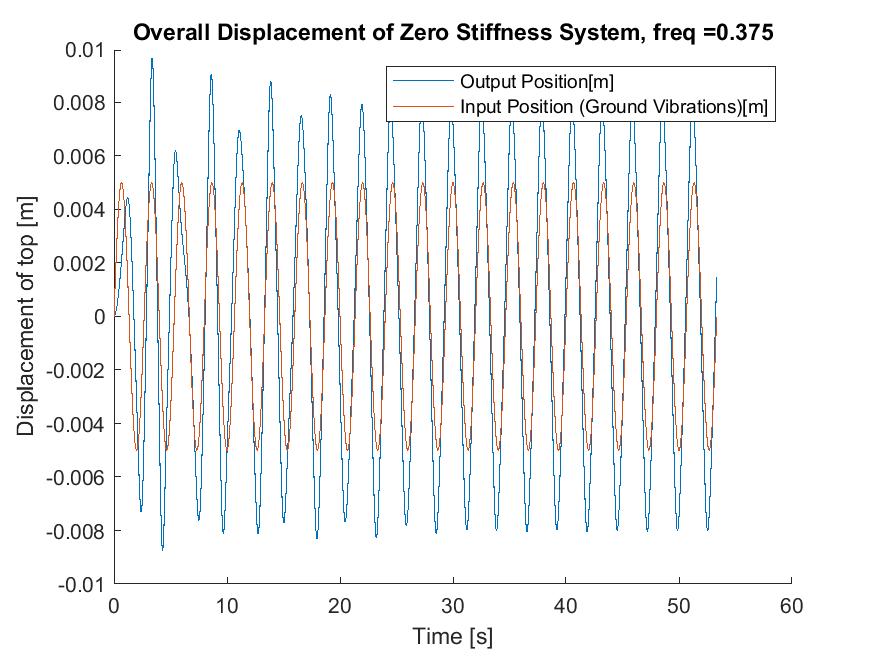 Overall Displacement of Zero Stiffness System, freq =0.375
Output Position[m]
Input Position (Ground Vibrations)[m]
Displacement of top [m]
0.01
0.008
0.006
0.004
0.002
0
-0.002
-0.004
-0.006
-0.008
-0.01
0 10 20 30 40 50 60
Time [s]